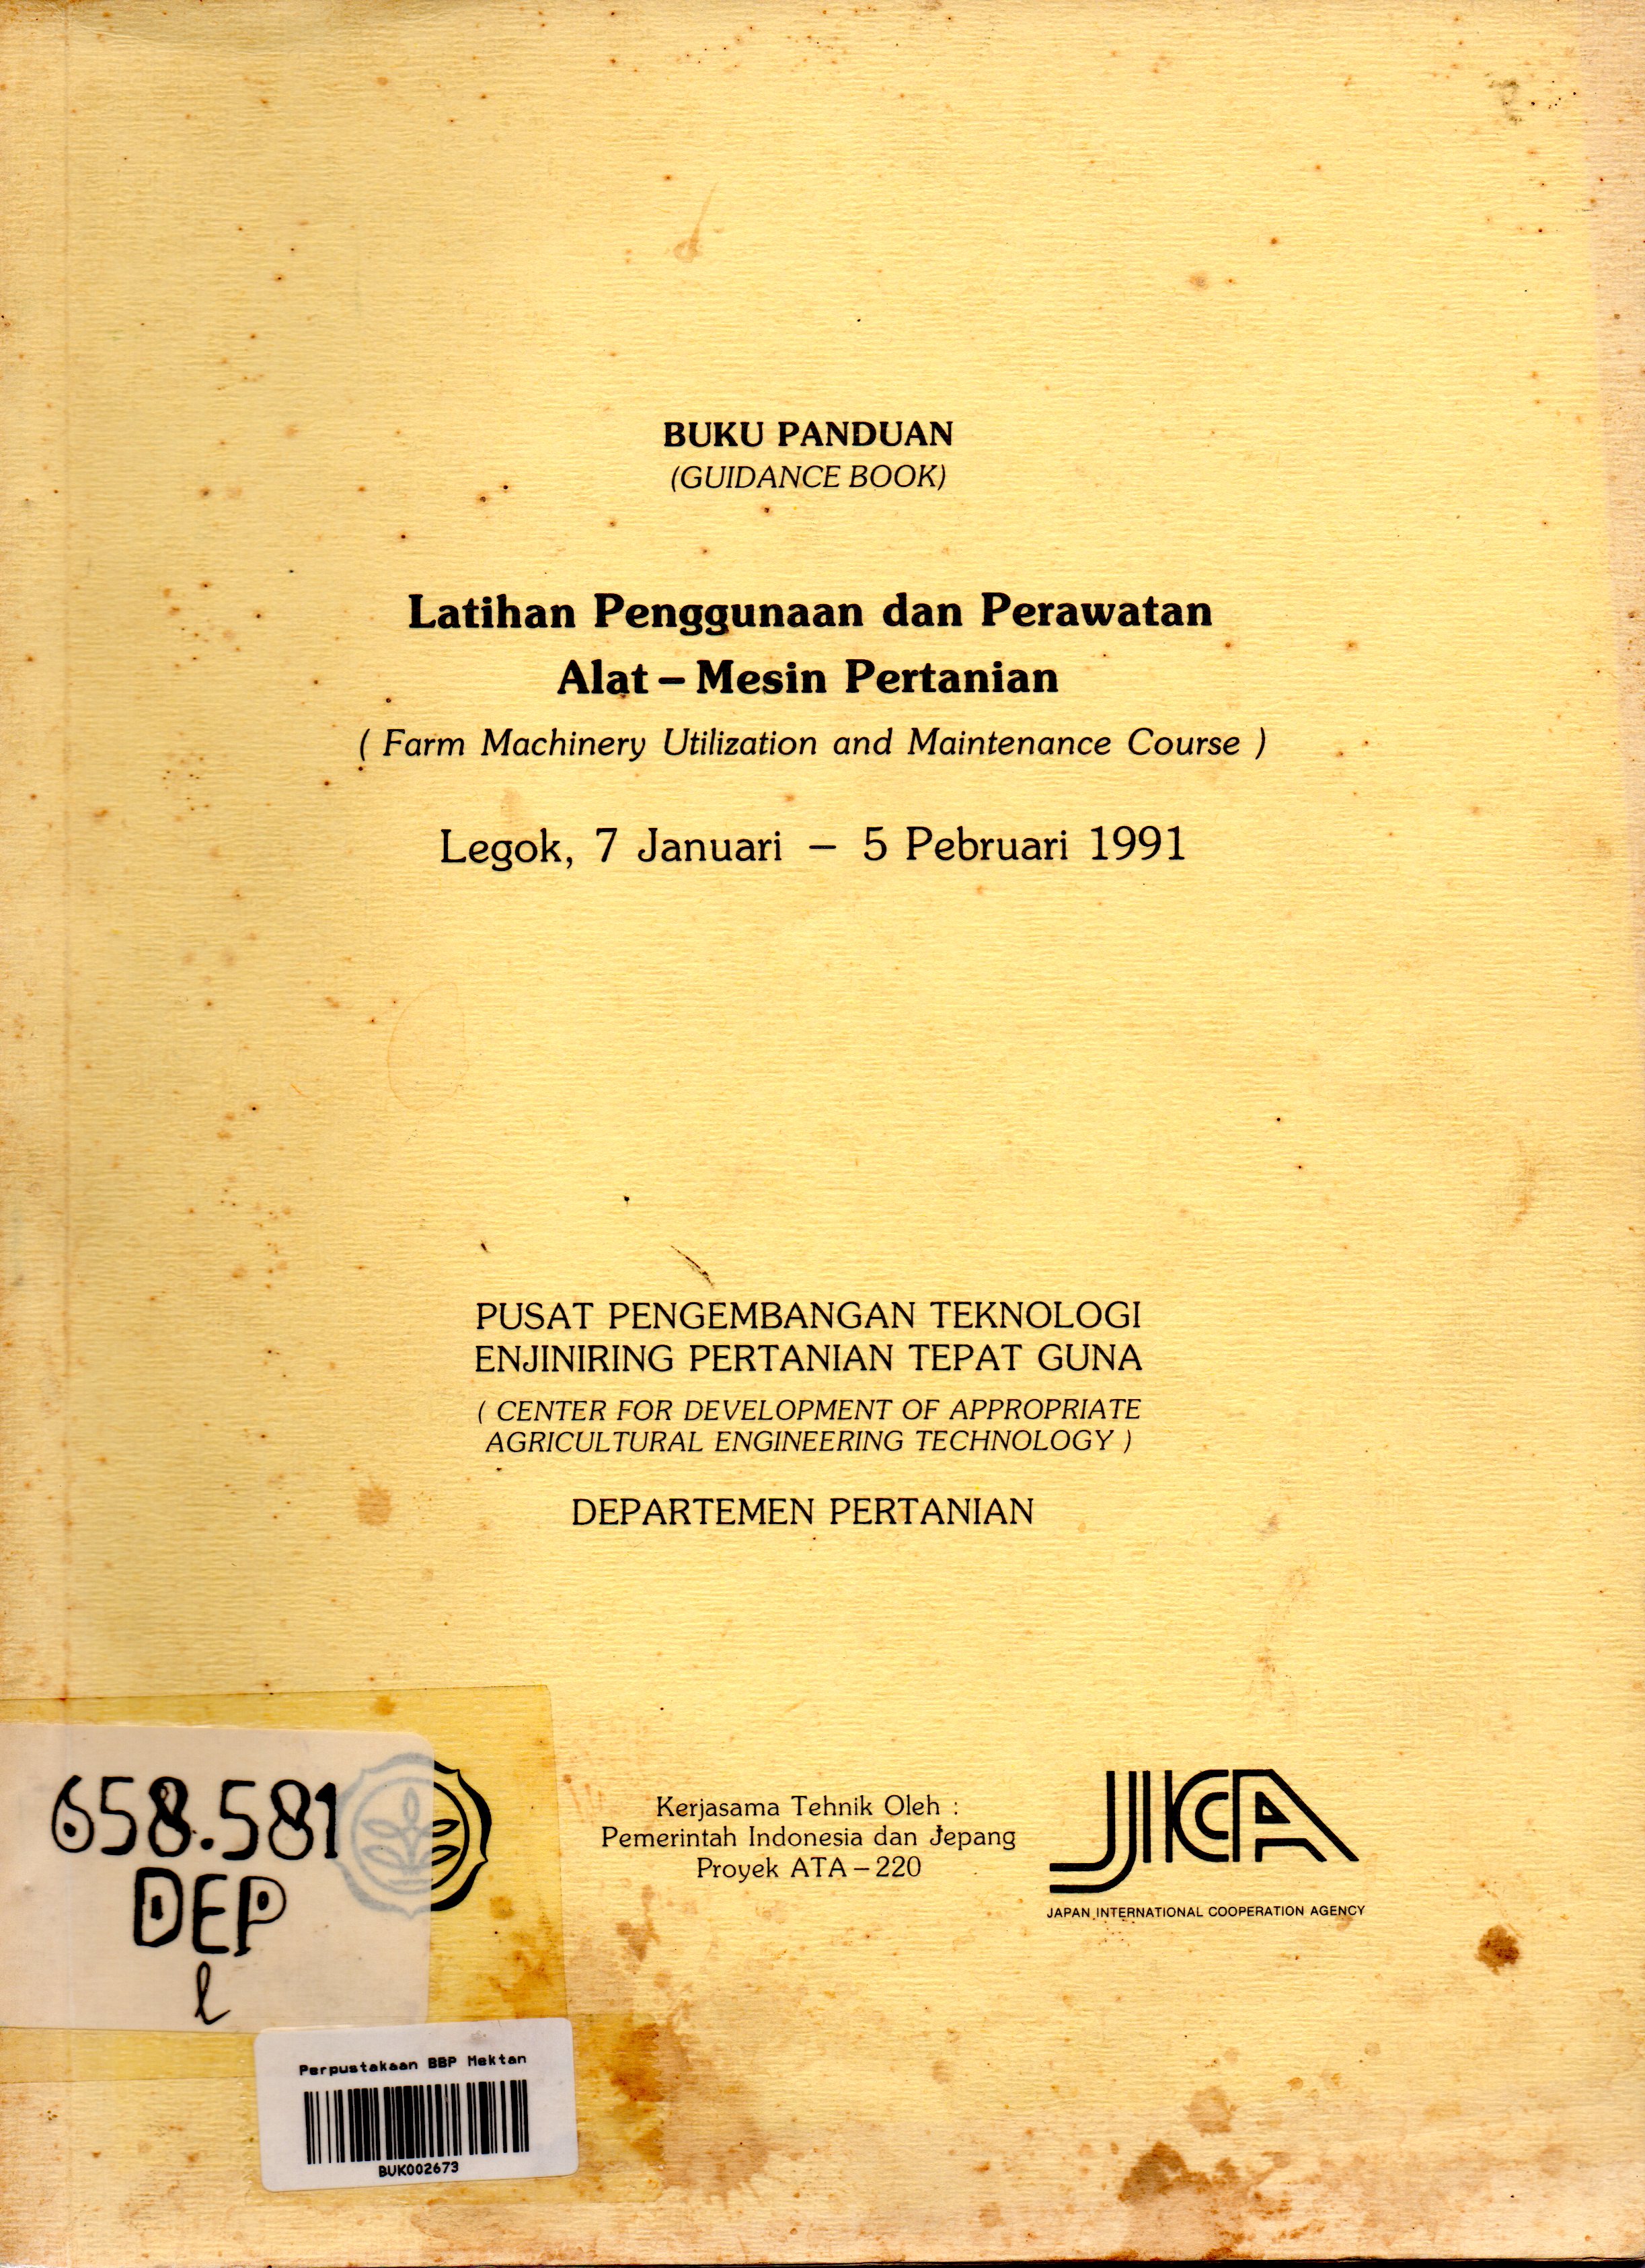 BUKU PANDUAN
(GUIDANCE BOOK)
Latihan Penggunaan dan Perawatan
Alat – Mesin Pertanian
( Farm Machinery Utilization and Maintenance Course )
Legok, 7 Januari – 5 Pebruari 1991
PUSAT PENGEMBANGAN TEKNOLOGI
ENJINIRING PERTANIAN TEPAT GUNA
( CENTER FOR DEVELOPMENT OF APPROPRIATE
AGRICULTURAL ENGINEERING TECHNOLOGY )
DEPARTEMEN PERTANIAN
658.581
DEP
l
Kerjasama Tehnik Oleh :
Pemerintah Indonesia dan Jepang
Proyek ATA – 220
JICA
JAPAN INTERNATIONAL COOPERATION AGENCY
Perpustakaan BBP Mektan
BUK002673